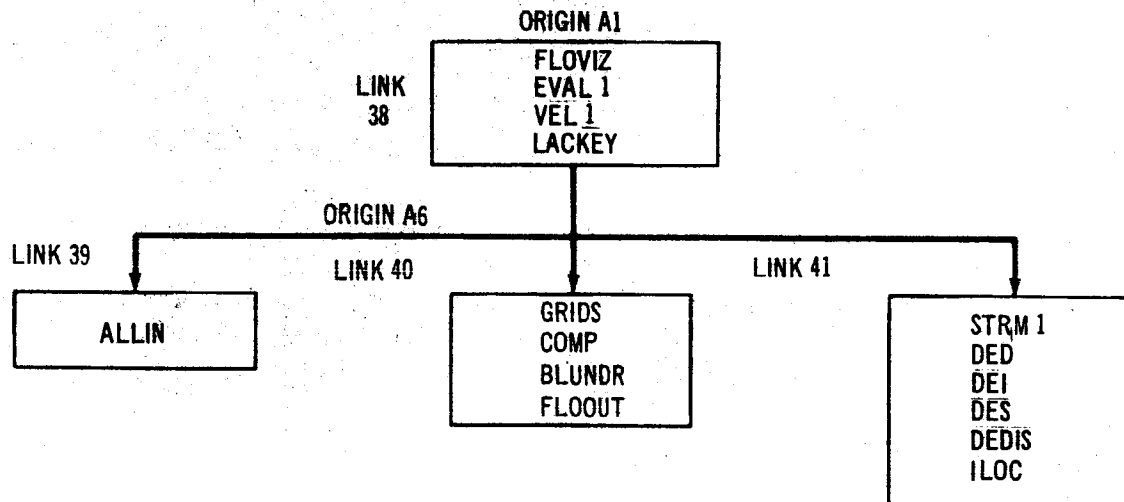 ORIGIN A1
LINK
38
FLOVIZ
EVAL 1
VEL 1
LACKEY
ORIGIN A6
LINK 39
LINK 40
LINK 41
ALLIN
GRIDS
COMP
BLUNDR
FLOOUT
STRM 1
DED
DEI
DES
DEDIS
ILOC